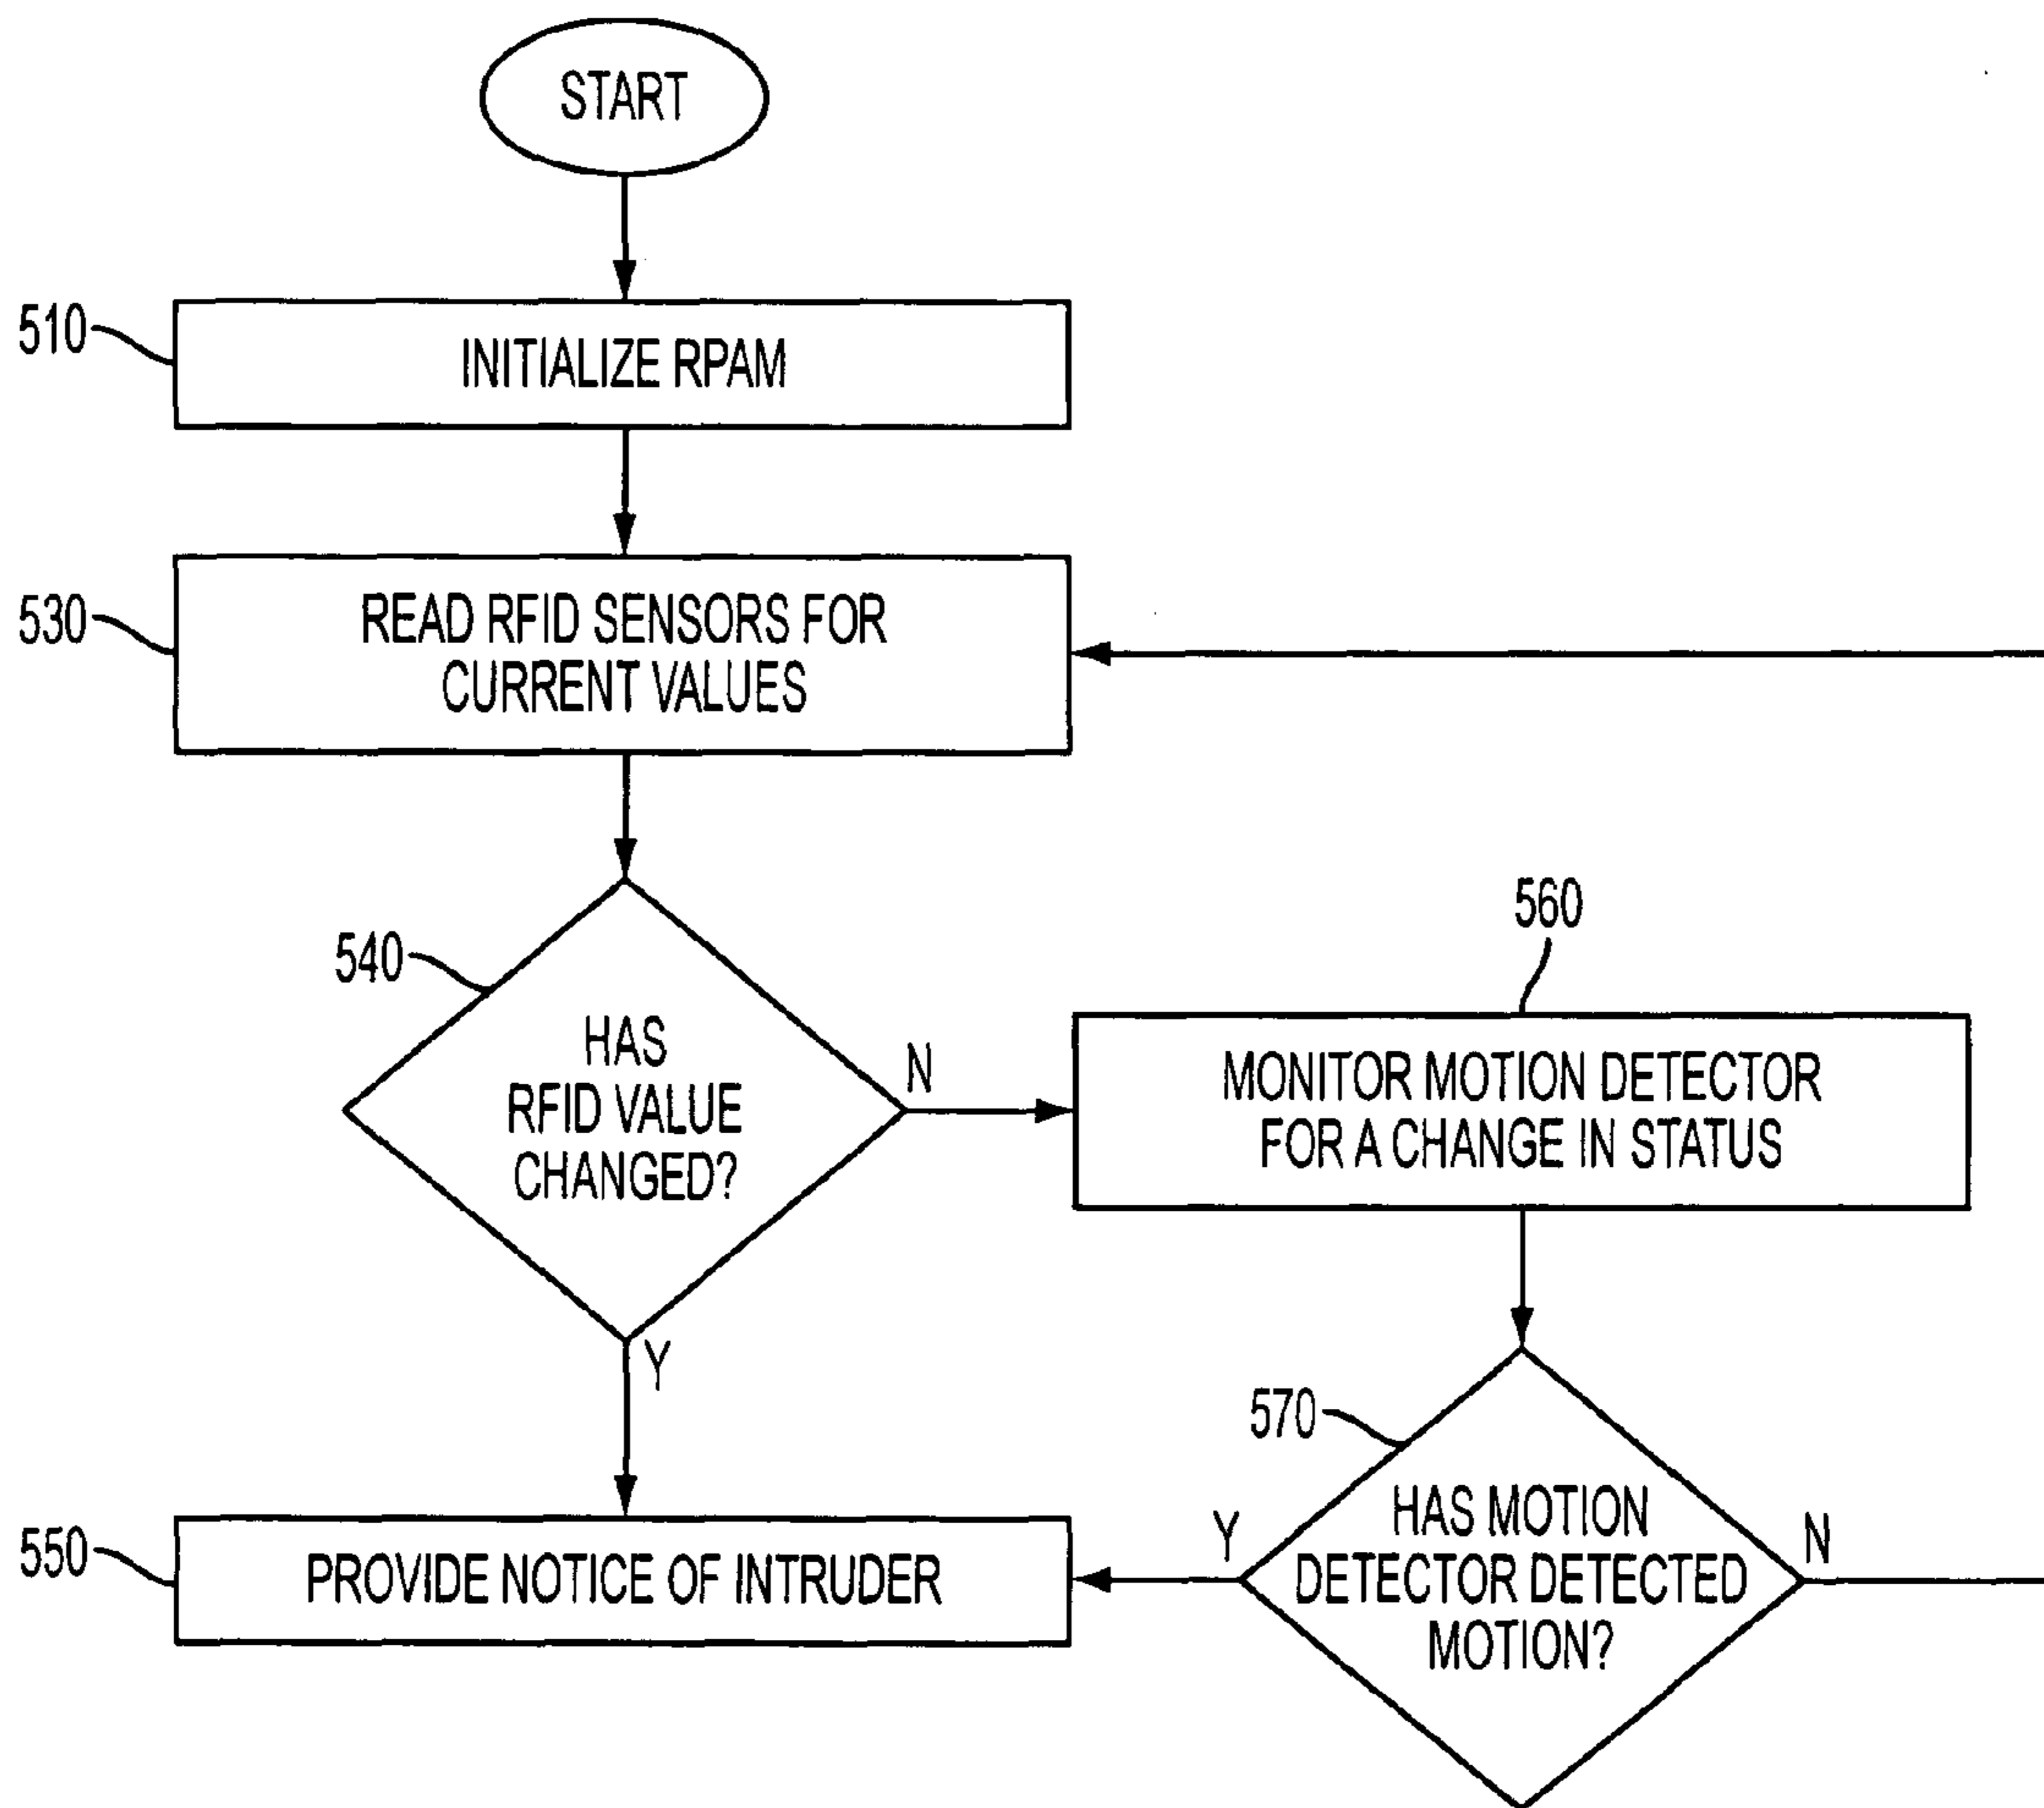 START
510
INITIALIZE RPAM
530
READ RFID SENSORS FOR
CURRENT VALUES
540
HAS
RFID VALUE
CHANGED?
N
Y
560
MONITOR MOTION DETECTOR
FOR A CHANGE IN STATUS
570
HAS MOTION
DETECTOR DETECTED
MOTION?
Y
N
550
PROVIDE NOTICE OF INTRUDER